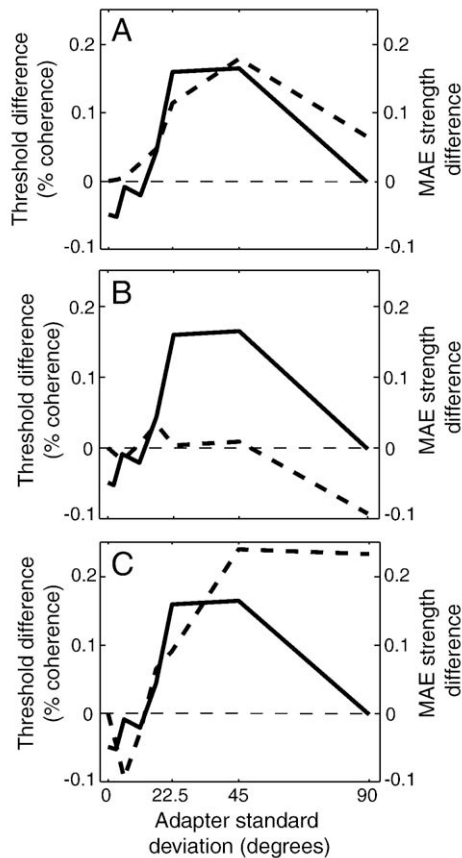 A
Threshold difference
(% coherence)
0.2
0.1
0
-0.1
0.2
0.1
0
-0.1
MAE strength
difference
B
Threshold difference
(% coherence)
0.2
0.1
0
-0.1
0.2
0.1
0
-0.1
MAE strength
difference
C
Threshold difference
(% coherence)
0.2
0.1
0
-0.1
0.2
0.1
0
-0.1
MAE strength
difference
0 22.5 45 90
Adapter standard
deviation (degrees)